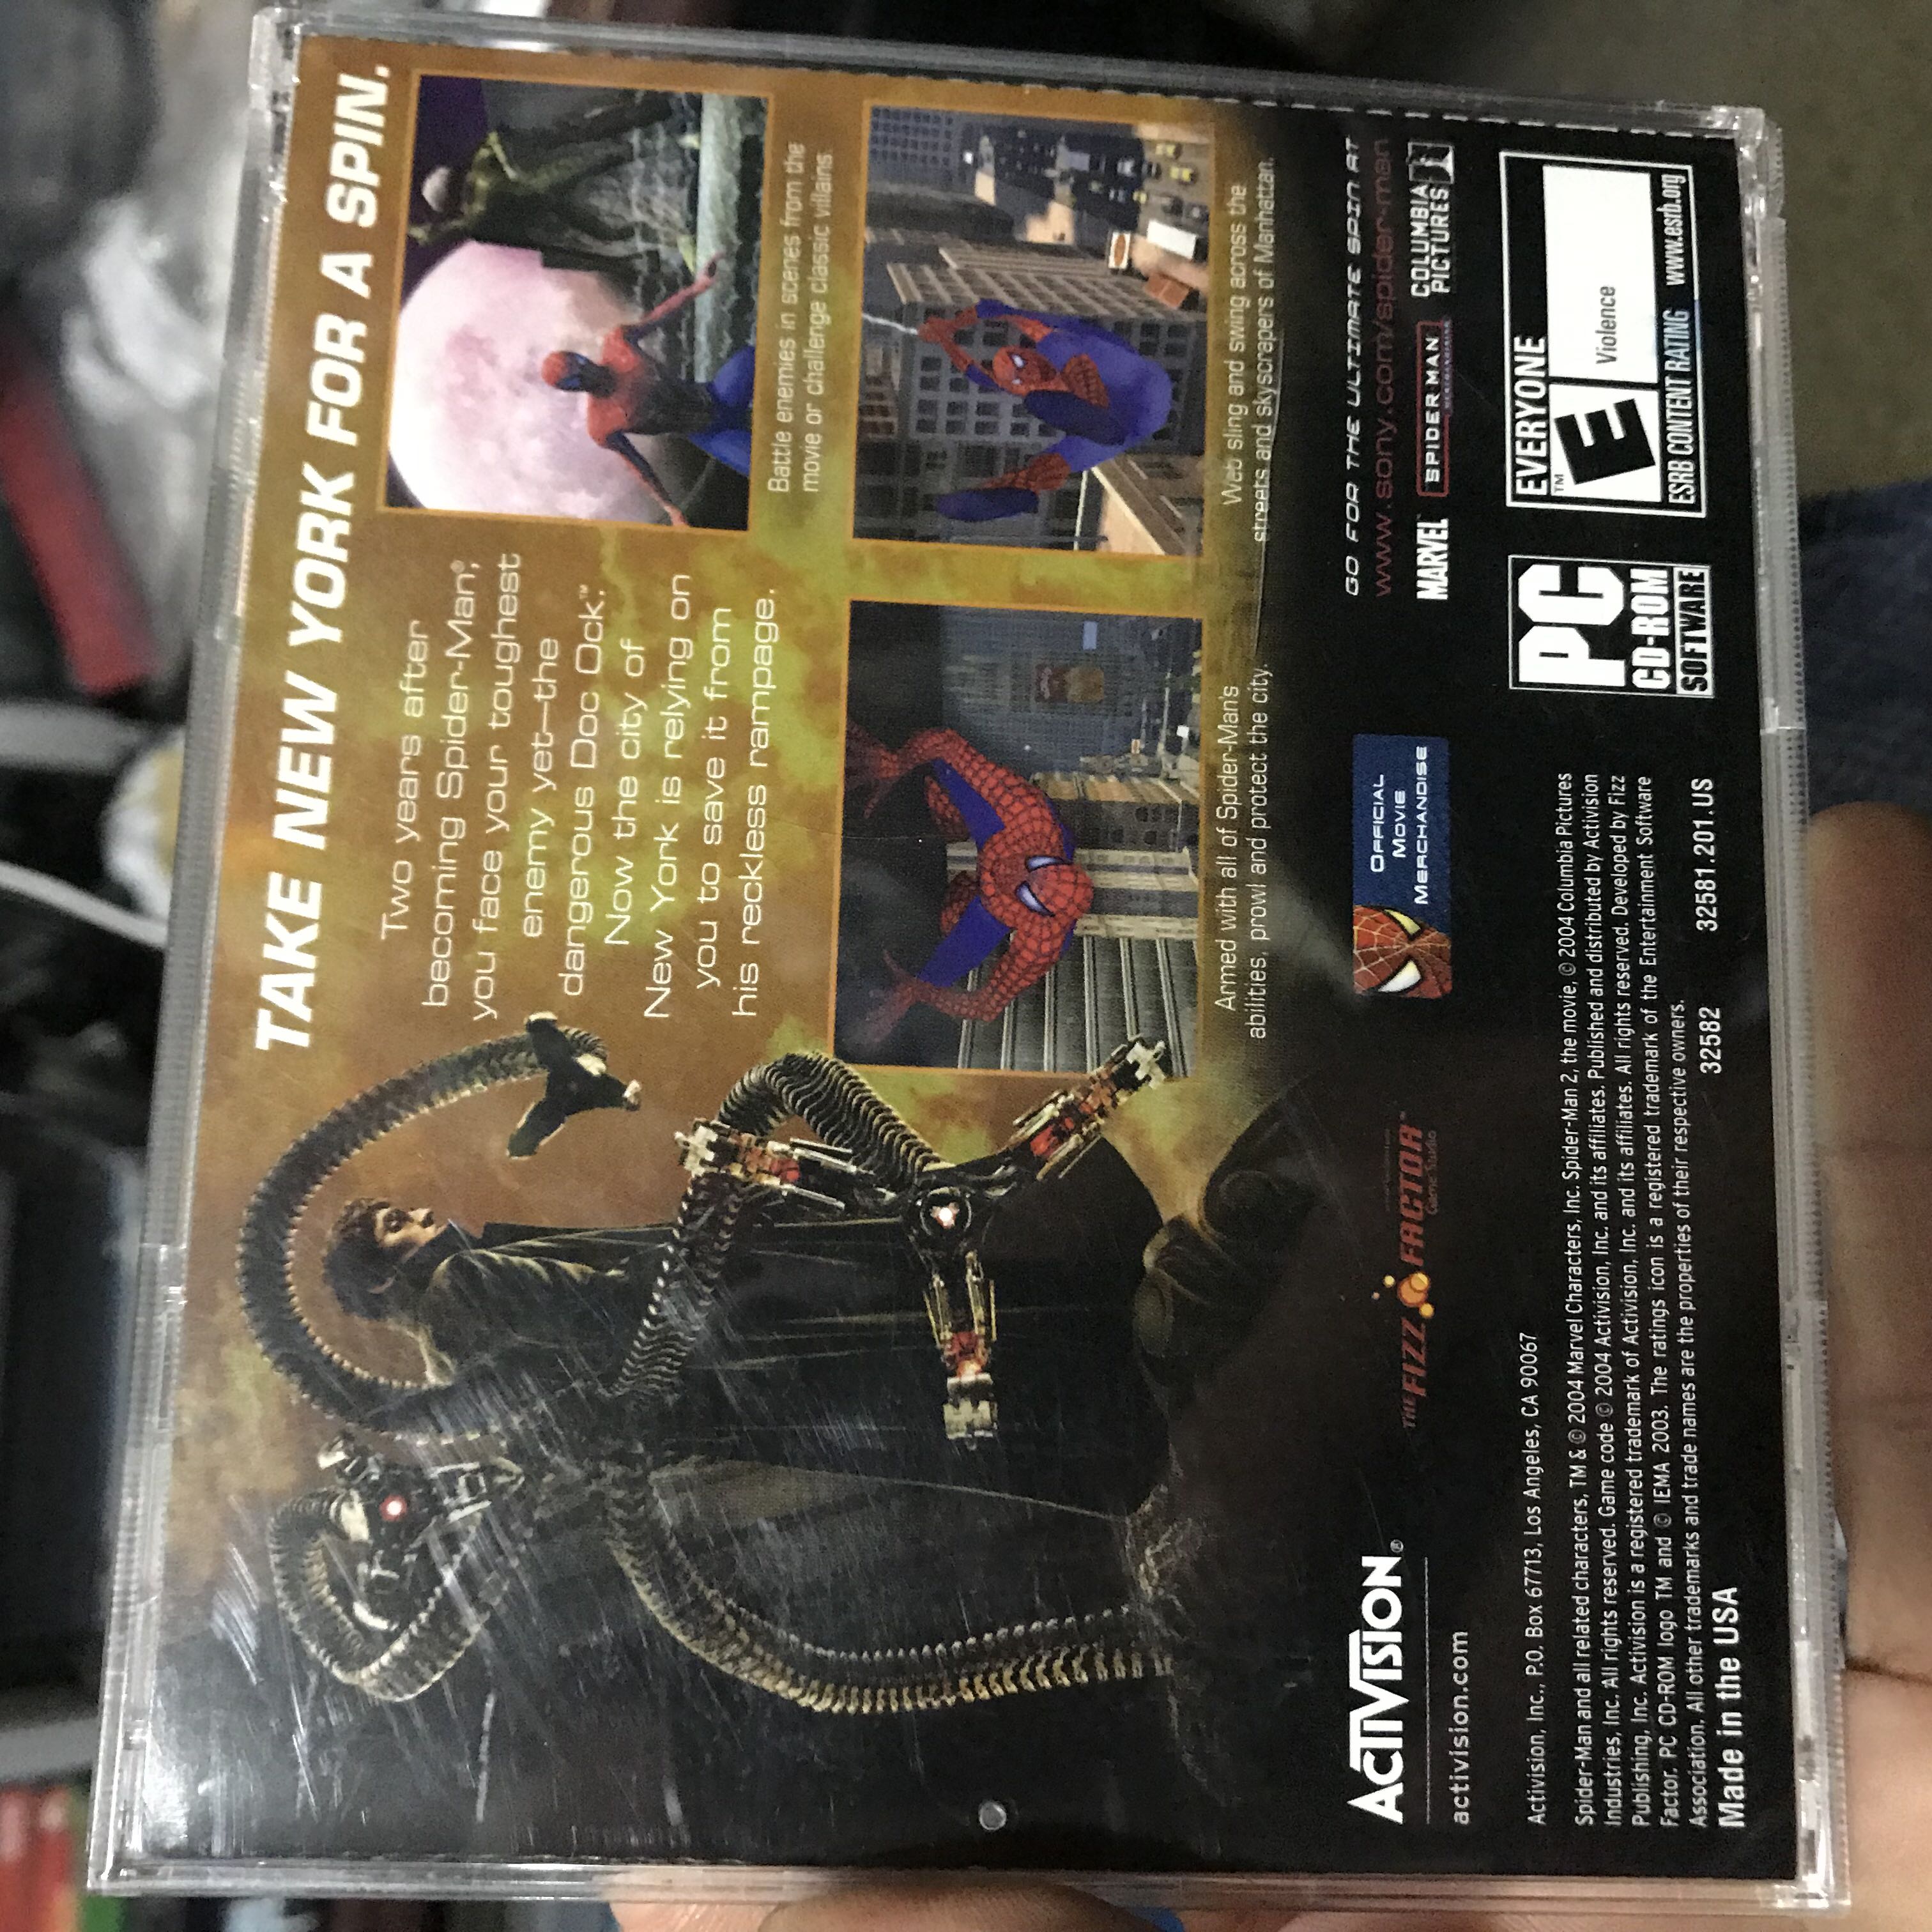 TAKE NEW YORK FOR A SPIN.
Two years after
becoming Spider-Man®,
you face your toughest
enemy yet—the
dangerous Doc Ock™.
Now the city of
New York is relying on
you to save it from
his reckless rampage.
Battle enemies in scenes from the
movie or challenge classic villains.
Armed with all of Spider-Man's
abilities, prowl and protect the city.
Web sling and swing across the
streets and skyscrapers of Manhattan.
GO FOR THE ULTIMATE SPIN AT
www.sony.com/spider-man
ACTIVISION®
activision.com
THE FIZZ FACTOR™
Game Studio
OFFICIAL
MOVIE
MERCHANDISE
MARVEL
SPIDER-MAN
COLUMBIA
PICTURES
Activision, Inc., P.O. Box 67713, Los Angeles, CA 90067
Spider-Man and all related characters, TM & © 2004 Marvel Characters, Inc. Spider-Man 2, the movie, © 2004 Columbia Pictures
Industries, Inc. All rights reserved. Game code © 2004 Activision, Inc. and its affiliates. Published and distributed by Activision
Publishing, Inc. Activision is a registered trademark of Activision, Inc. and its affiliates. All rights reserved. Developed by Fizz
Factor. PC CD-ROM logo TM and © IEMA 2003. The ratings icon is a registered trademark of the Entertainment Software
Association. All other trademarks and trade names are the properties of their respective owners.
Made in the USA
32582
32581.201.US
PC
CD-ROM
SOFTWARE
EVERYONE
TM
E
Violence
ESRB CONTENT RATING www.esrb.org